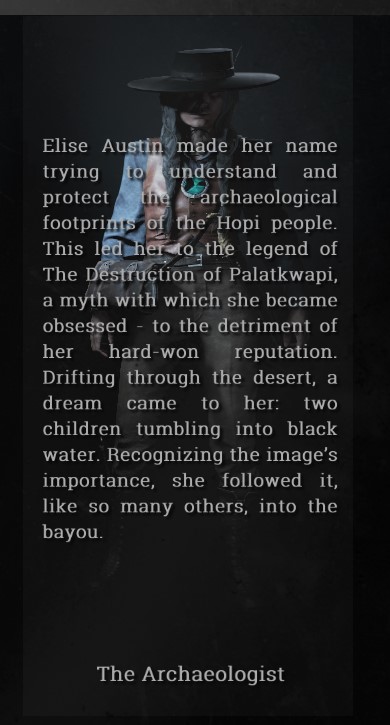 Elise Austin made her name
trying to understand and
protect the archaeological
footprints of the Hopi people.
This led her to the legend of
The Destruction of Palatkwapi,
a myth with which she became
obsessed - to the detriment of
her hard-won reputation.
Drifting through the desert, a
dream came to her: two
children tumbling into black
water. Recognizing the image's
importance, she followed it,
like so many others, into the
bayou.
The Archaeologist